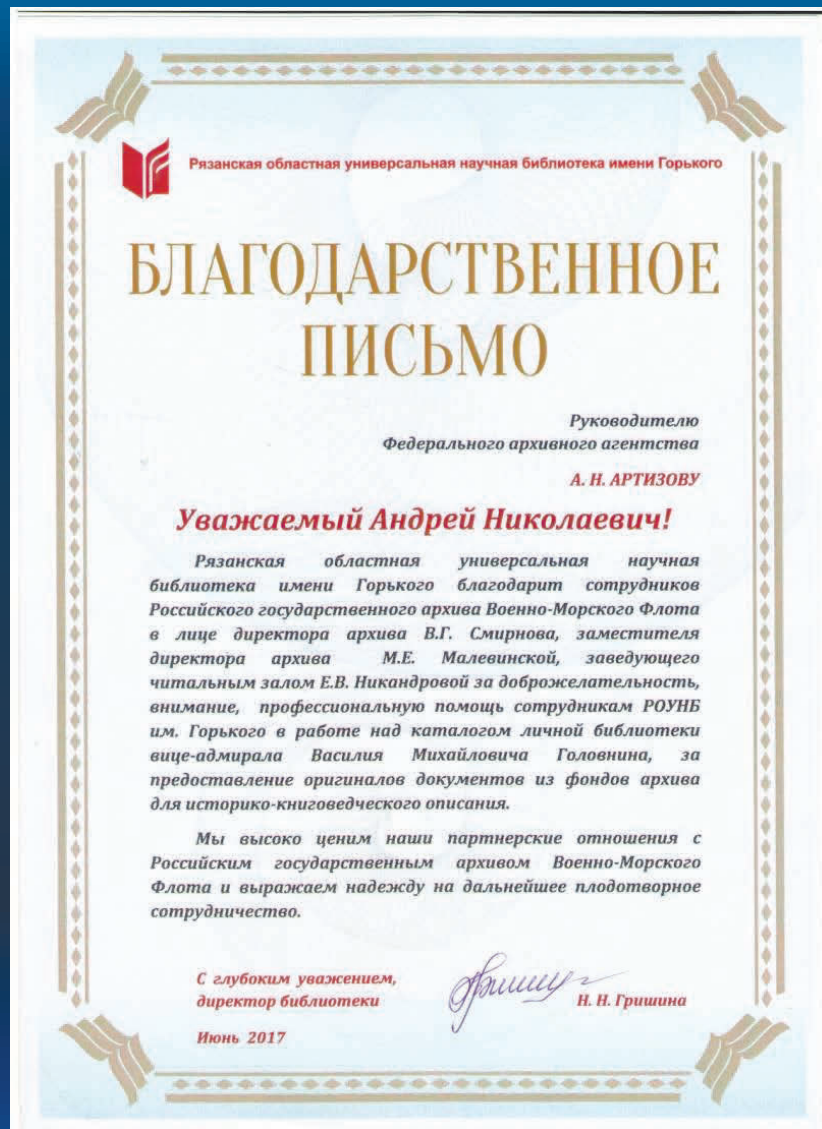 Рязанская областная универсальная научная библиотека имени Горького
БЛАГОДАРСТВЕННОЕ
ПИСЬМО
Руководителю
Федерального архивного агентства
А. Н. АРТИЗОВУ
Уважаемый Андрей Николаевич!
Рязанская областная универсальная научная
библиотека имени Горького благодарит сотрудников
Российского государственного архива Военно-Морского Флота
в лице директора архива В.Г. Смирнова, заместителя
директора архива М.Е. Малевинской, заведующего
читальным залом Е.В. Никандровой за доброжелательность,
внимание, профессиональную помощь сотрудникам РОУНБ
им. Горького в работе над каталогом личной библиотеки
вице-адмирала Василия Михайловича Головнина, за
предоставление оригиналов документов из фондов архива
для историко-книговедческого описания.
Мы высоко ценим наши партнерские отношения с
Российским государственным архивом Военно-Морского
Флота и выражаем надежду на дальнейшее плодотворное
сотрудничество.
С глубоким уважением,
директор библиотеки Н. Н. Гришина
Июнь 2017